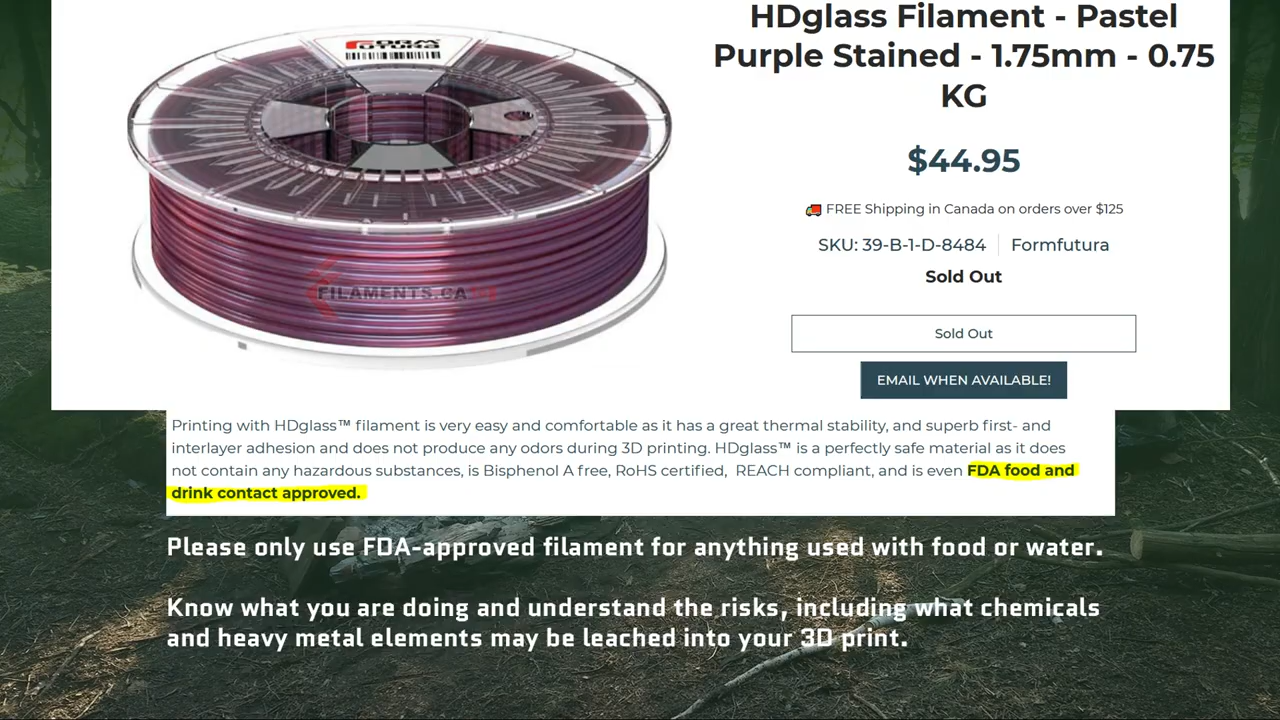 FORM
FUTURA
HDglass Filament - Pastel
Purple Stained - 1.75mm - 0.75
KG
$44.95
FREE Shipping in Canada on orders over $125
SKU: 39-B-1-D-8484 Formfutura
Sold Out
FILAMENTS.CA
Sold Out
EMAIL WHEN AVAILABLE!
Printing with HDglass™ filament is very easy and comfortable as it has a great thermal stability, and superb first- and
interlayer adhesion and does not produce any odors during 3D printing. HDglass™ is a perfectly safe material as it does
not contain any hazardous substances, is Bisphenol A free, RoHS certified, REACH compliant, and is even FDA food and
drink contact approved.
Please only use FDA-approved filament for anything used with food or water.
Know what you are doing and understand the risks, including what chemicals
and heavy metal elements may be leached into your 3D print.